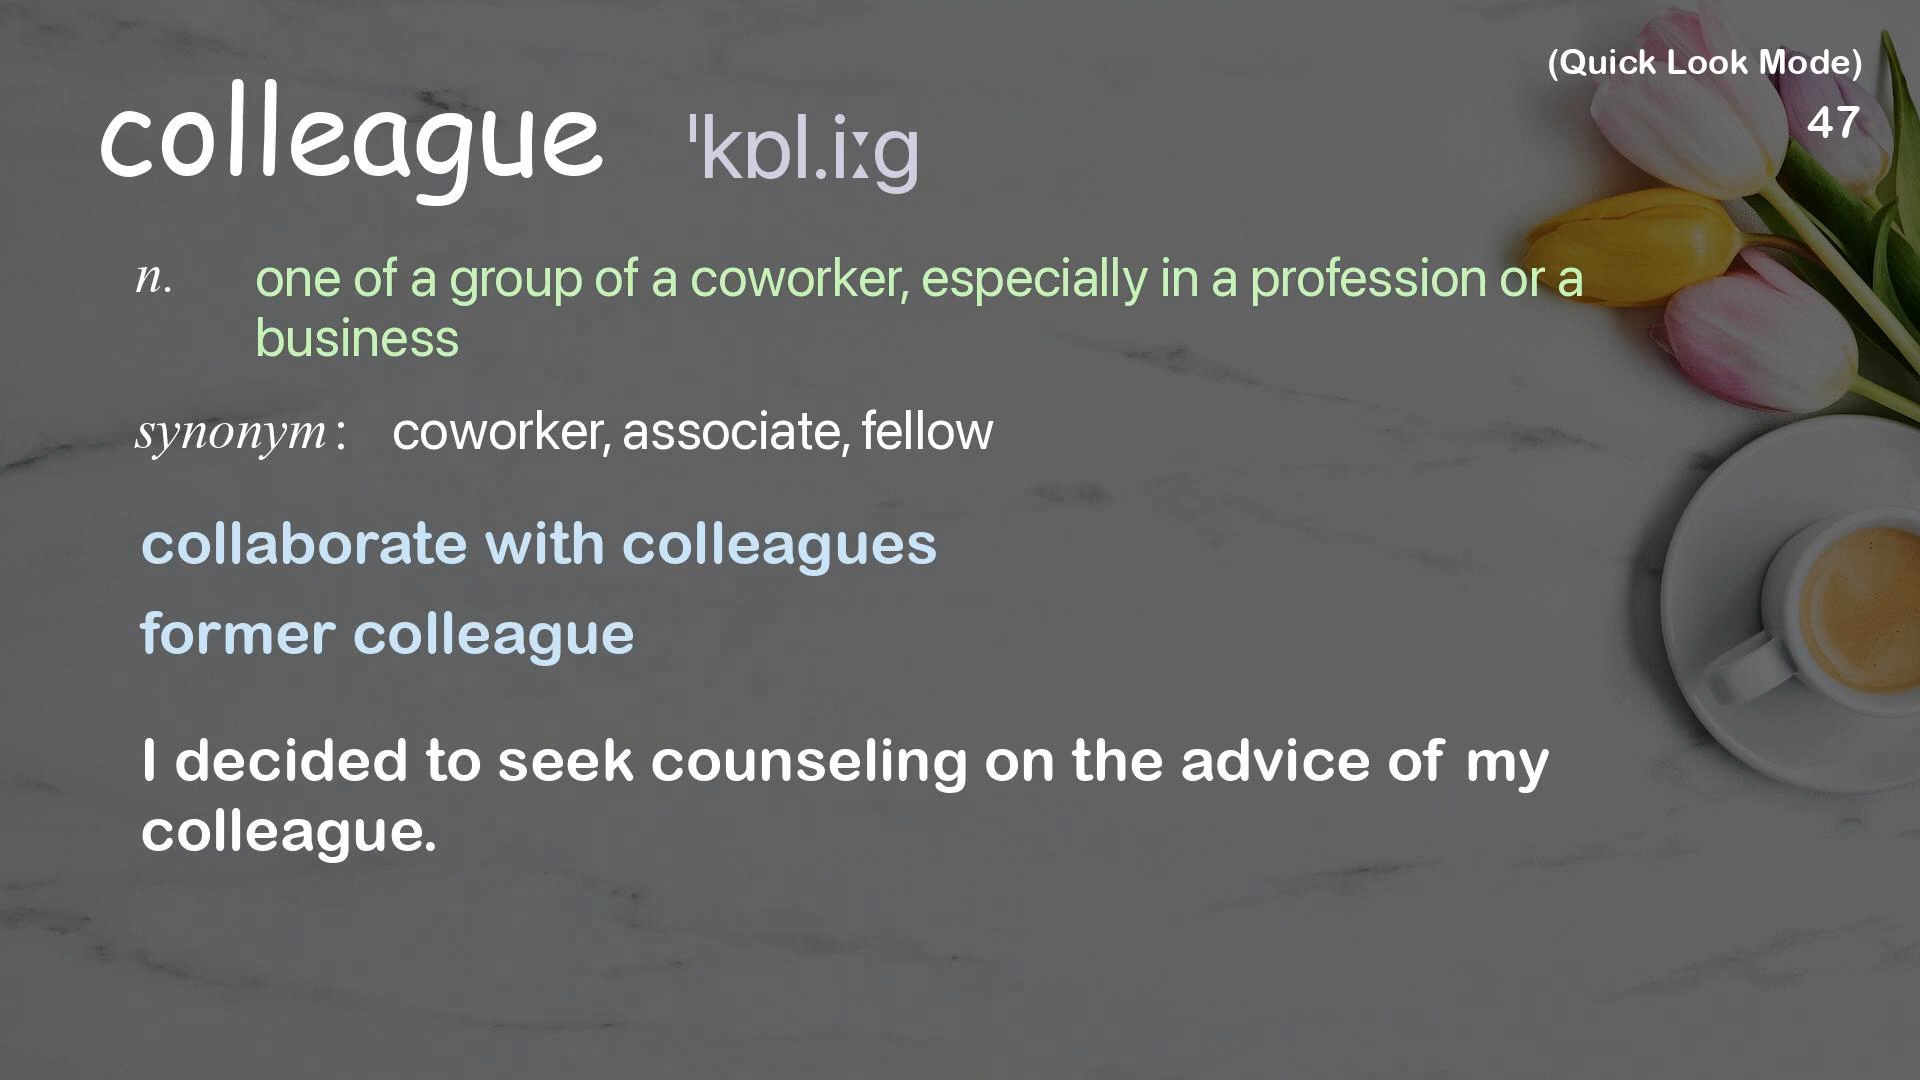 (Quick Look Mode)
47
colleague ˈkɒl.iːg
n. one of a group of a coworker, especially in a profession or a
business
synonym: coworker, associate, fellow
collaborate with colleagues
former colleague
I decided to seek counseling on the advice of my
colleague.